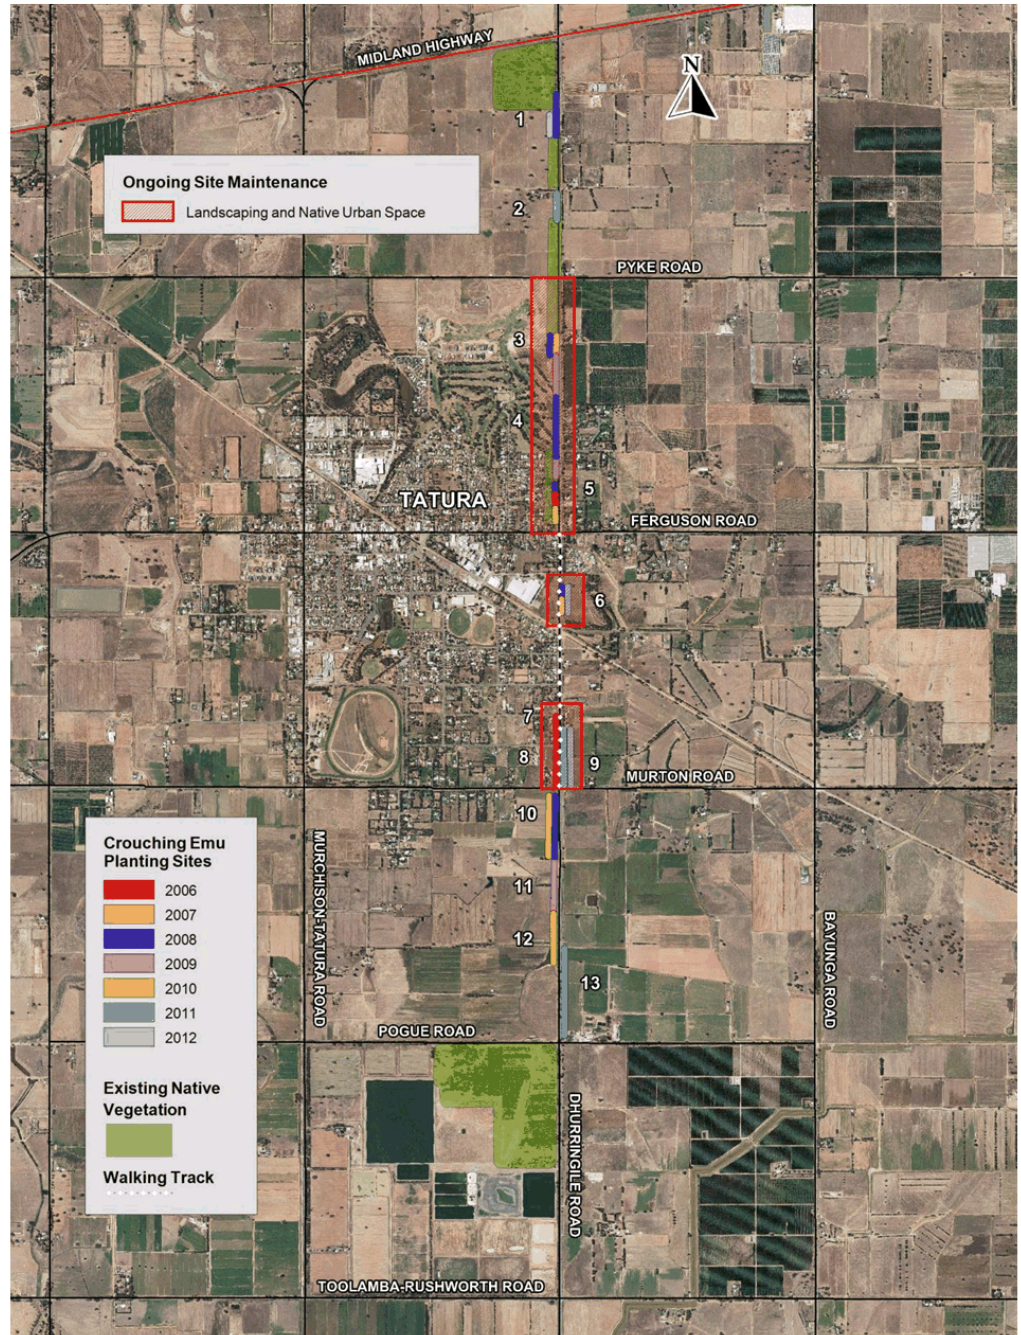 MIDLAND HIGHWAY
N
1
Ongoing Site Maintenance
Landscaping and Native Urban Space
2
PYKE ROAD
3
4
5
TATURA
FERGUSON ROAD
6
7
8
9
MURTON ROAD
10
Crouching Emu
Planting Sites
2006
2007
2008
2009
2010
2011
2012
Existing Native
Vegetation
Walking Track
MURCHISON-TATURA ROAD
11
12
13
BAYUNGA ROAD
POGUE ROAD
DHURRINGILE ROAD
TOOLAMBA-RUSHWORTH ROAD